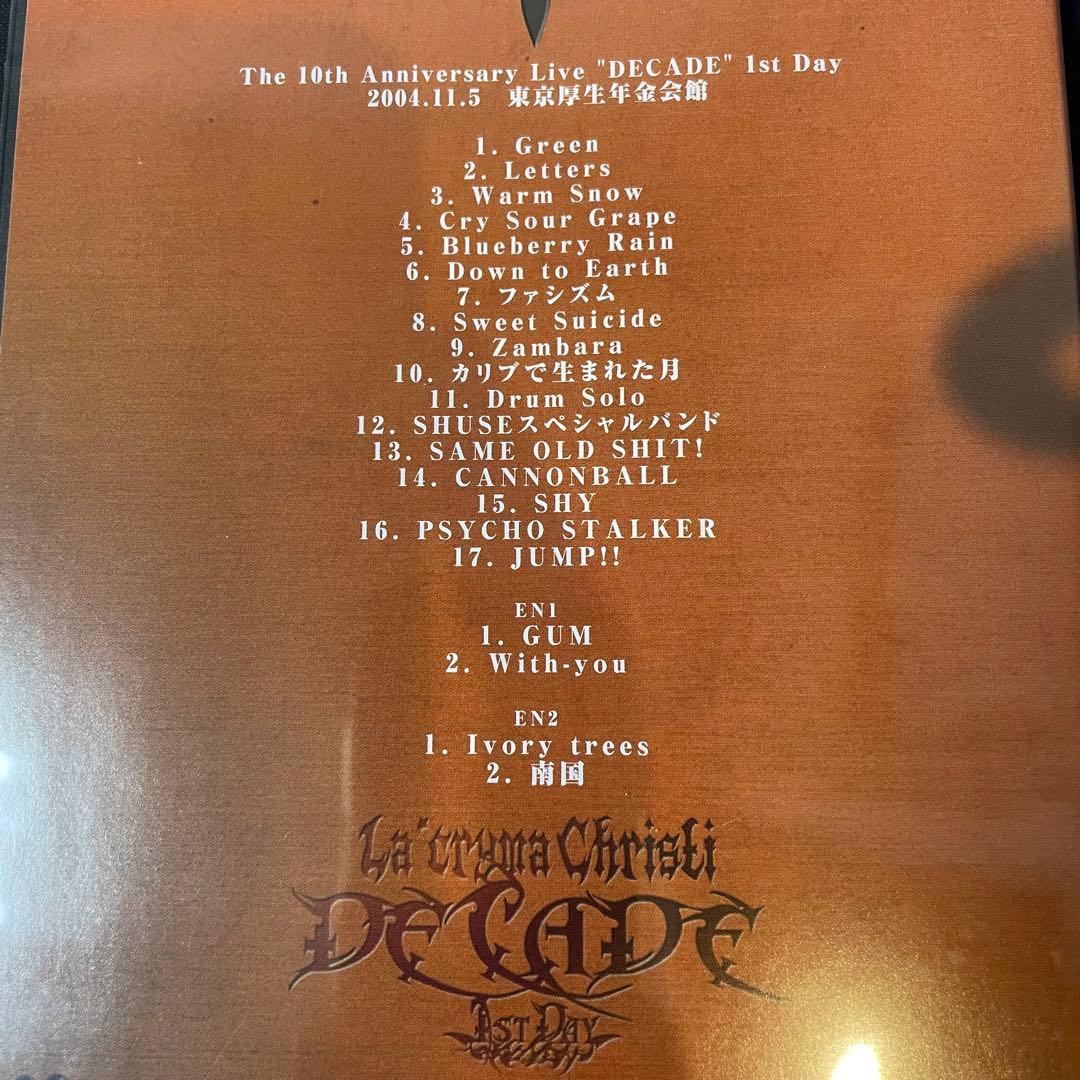 The 10th Anniversary Live "DECADE" 1st Day
2004.11.5 東京厚生年金会館
1. Green
2. Letters
3. Warm Snow
4. Cry Sour Grape
5. Blueberry Rain
6. Down to Earth
7. ファシズム
8. Sweet Suicide
9. Zambara
10. カリブで生まれた月
11. Drum Solo
12. SHUSEスペシャルバンド
13. SAME OLD SHIT!
14. CANNONBALL
15. SHY
16. PSYCHO STALKER
17. JUMP!!
EN1
1. GUM
2. With-you
EN2
1. Ivory trees
2. 南国
La'cryma Christi
DECADE
1ST DAY